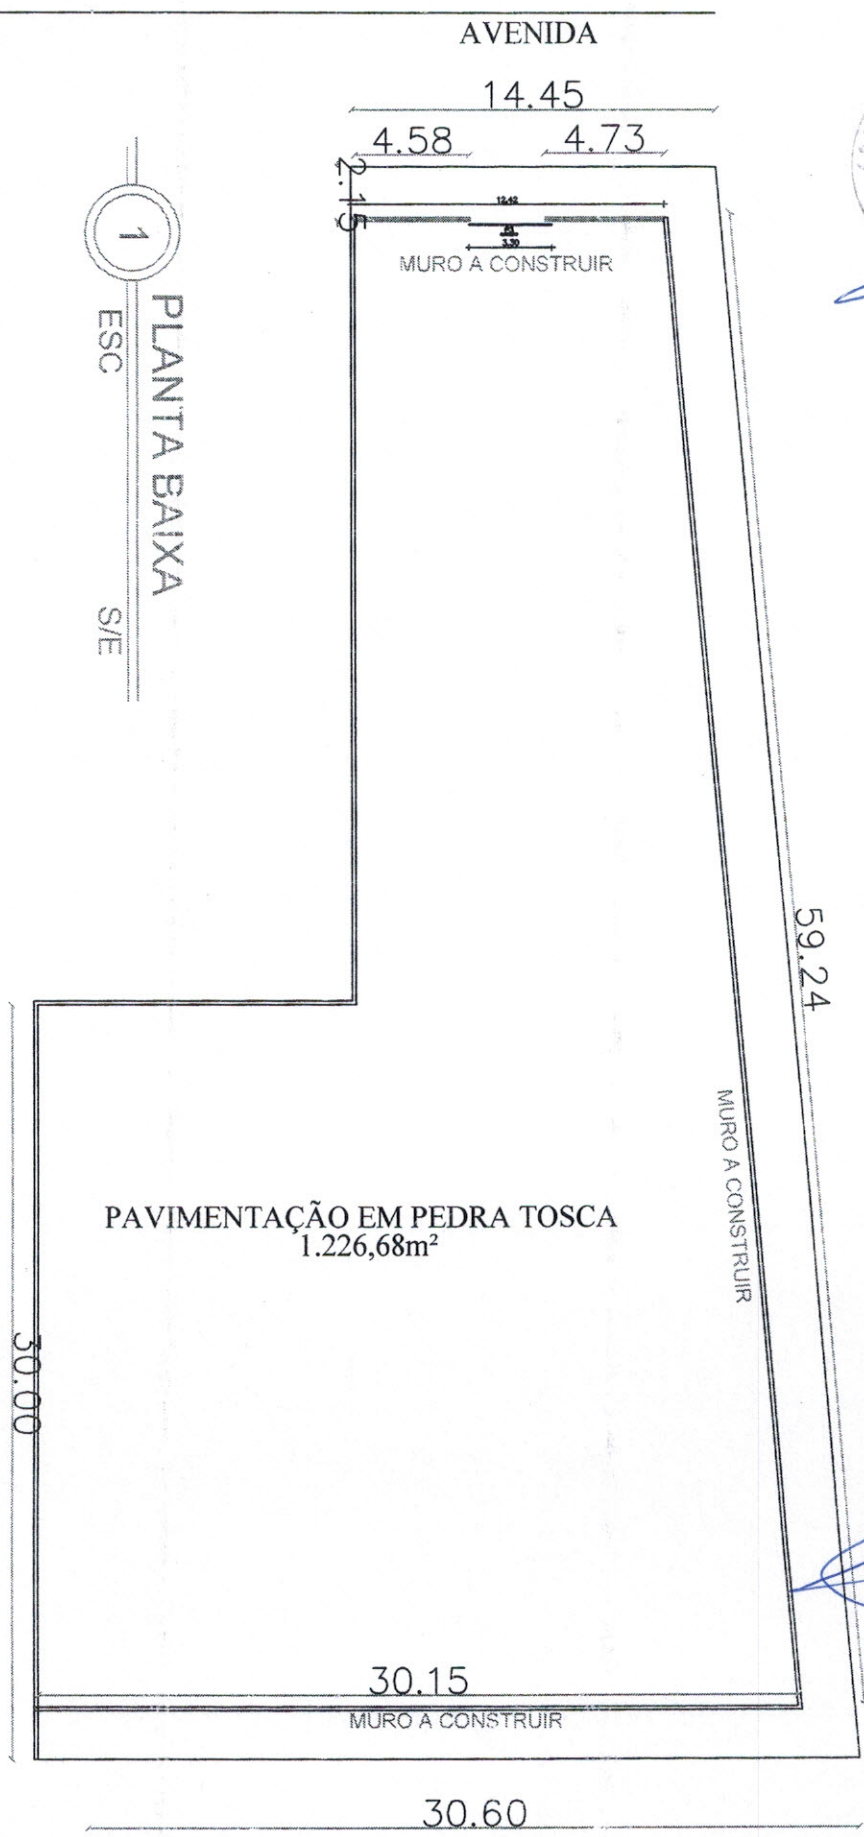 AVENIDA
14.45
4.58
4.73
2.15
12.42
3.30
MURO A CONSTRUIR
1
PLANTA BAIXA
ESC
S/E
59.24
MURO A CONSTRUIR
PAVIMENTAÇÃO EM PEDRA TOSCA
1.226,68m²
30.00
30.15
MURO A CONSTRUIR
30.60